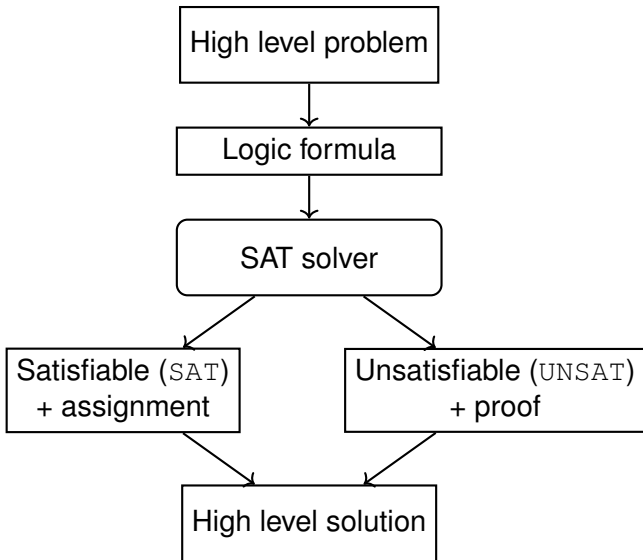 High level problem
Logic formula
SAT solver
Satisfiable (SAT)
+ assignment
Unsatisfiable (UNSAT)
+ proof
High level solution